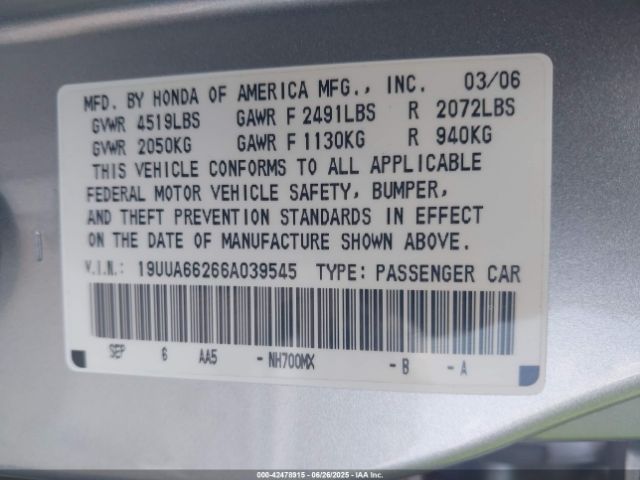 MFD. BY HONDA OF AMERICA MFG., INC. 03/06
GVWR 4519LBS GAWR F 2491LBS R 2072LBS
GVWR 2050KG GAWR F 1130KG R 940KG
THIS VEHICLE CONFORMS TO ALL APPLICABLE
FEDERAL MOTOR VEHICLE SAFETY, BUMPER,
AND THEFT PREVENTION STANDARDS IN EFFECT
ON THE DATE OF MANUFACTURE SHOWN ABOVE.
V.I.N.: 19UUA66266A039545 TYPE: PASSENGER CAR
SEP 6 AA5 - NH700MX - B - A
000-42478915 - 06/26/2025 - IAA Inc.